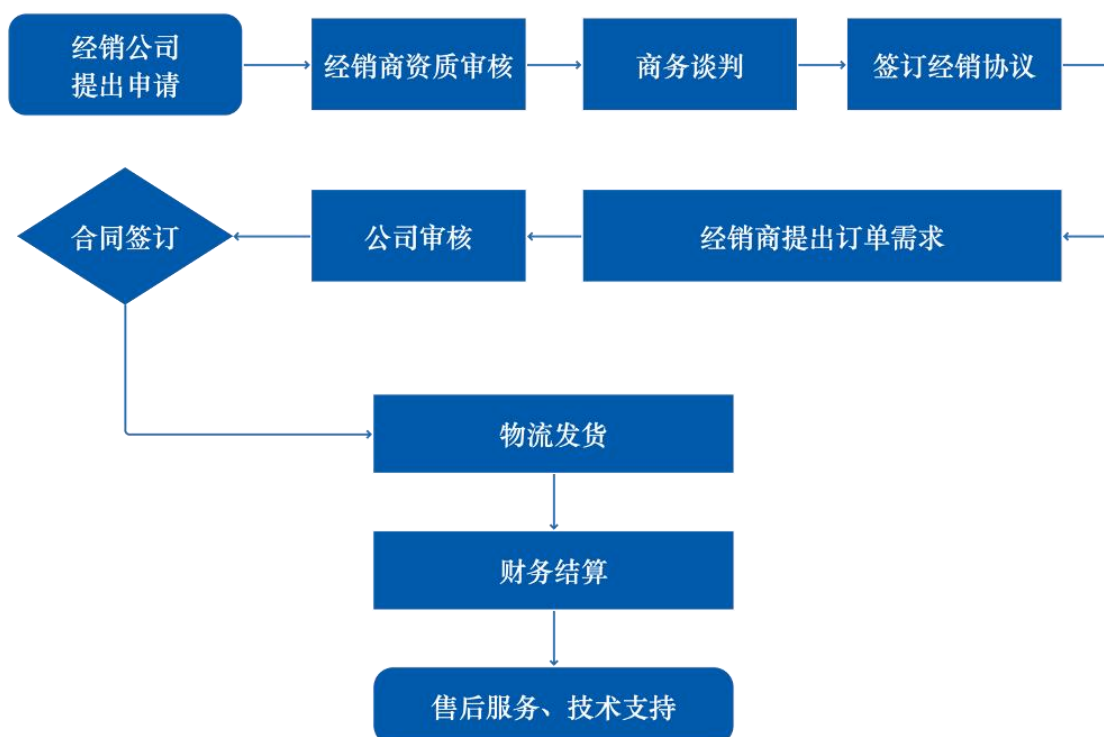 经销公司
提出申请
经销商资质审核
商务谈判
签订经销协议
经销商提出订单需求
公司审核
合同签订
物流发货
财务结算
售后服务、技术支持